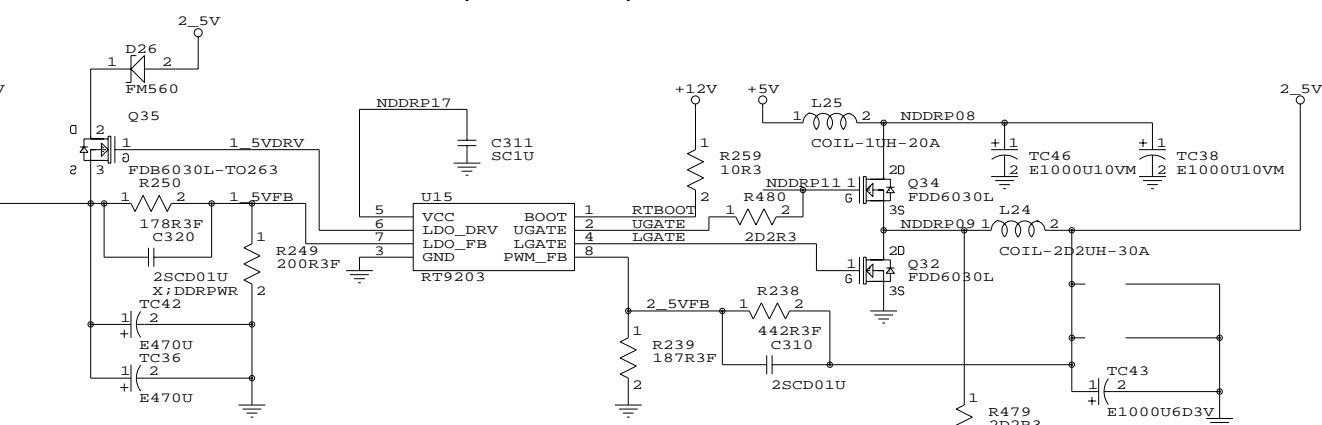 2_5V
D26
1 2
FM560
V
Q35
D 2
1 1_5VDRV
G
S 3 FDB6030L-TO263
R250
1 2 1_5VFB
178R3F
C320
2SCD01U
X;DDRPWR
1
R249
200R3F
2
TC42
1 2
+
E470U
TC36
1 2
+
E470U
NDDRP17
C311
SC1U
U15
5 VCC BOOT 1 RTBOOT
6 LDO_DRV UGATE 2 UGATE
7 LDO_FB LGATE 4 LGATE
3 GND PWM_FB 8
RT9203
+12V
1
R259
10R3
2
+5V
L25
1 2 NDDRP08
COIL-1UH-20A
NDDRP11 1
G
R480
1 2
2D2R3
2D
Q34
FDD6030L
3S
NDDRP09
L24
1 2
COIL-2D2UH-30A
2D
1
G
Q32
FDD6030L
3S
+ 1
TC46
2 E1000U10VM
+ 1
TC38
2 E1000U10VM
2_5V
2_5VFB
R238
1 2
442R3F
C310
2SCD01U
1
R239
187R3F
2
TC43
1 2
+
E1000U6D3V
1
R479
2D2R3